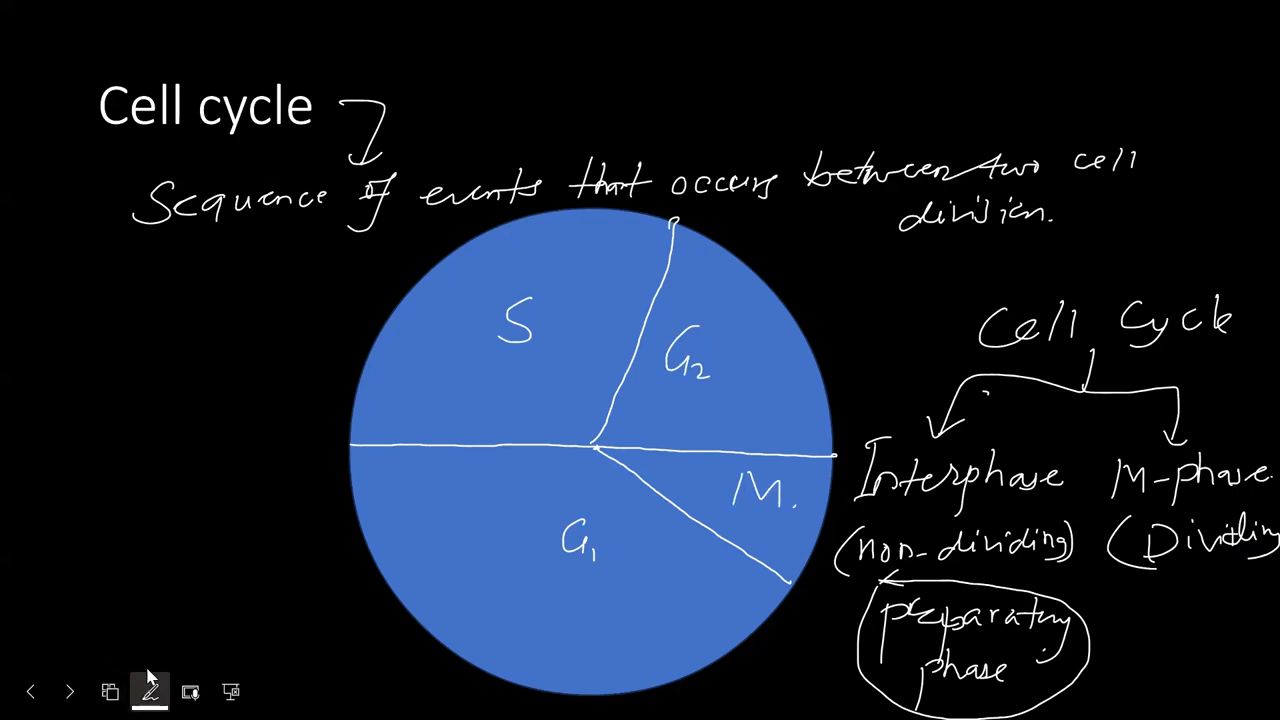 Cell cycle
Sequence of events that occurs between two cell
division.
S
G2
M.
G1
Cell Cycle
Interphase M-phase.
(non-dividing) (Dividing
preparatory
phase